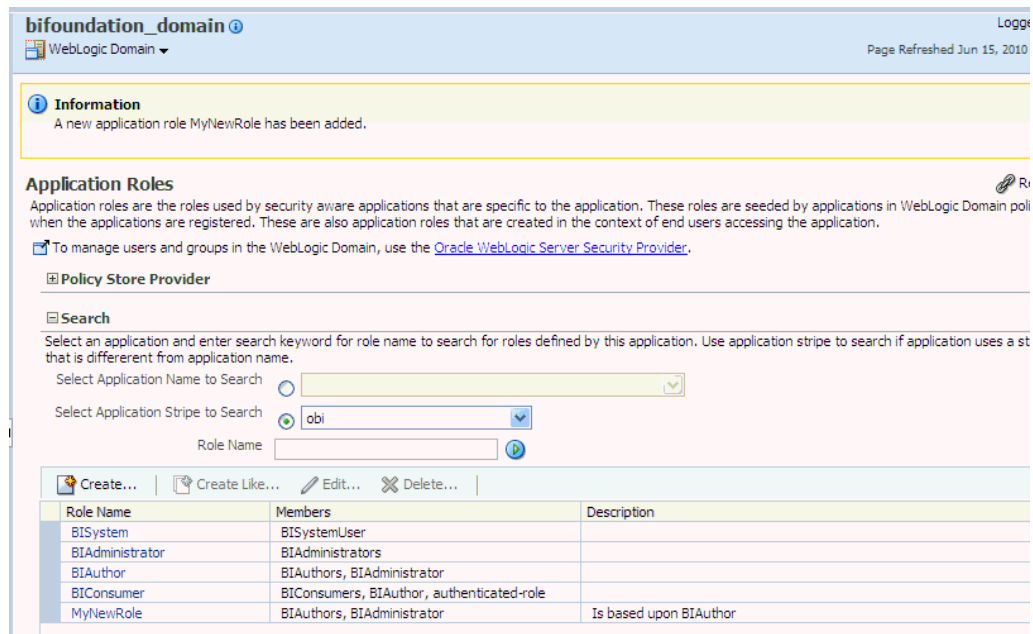 bifoundation_domain
Logge
WebLogic Domain
Page Refreshed Jun 15, 2010
Information
A new application role MyNewRole has been added.
Application Roles
Re
Application roles are the roles used by security aware applications that are specific to the application. These roles are seeded by applications in WebLogic Domain poli
when the applications are registered. These are also application roles that are created in the context of end users accessing the application.
To manage users and groups in the WebLogic Domain, use the Oracle WebLogic Server Security Provider.
Policy Store Provider
Search
Select an application and enter search keyword for role name to search for roles defined by this application. Use application stripe to search if application uses a st
that is differerent from application name.
Select Application Name to Search
Select Application Stripe to Search obi
Role Name
Create... Create Like... Edit... Delete...
Role Name Members Description
BISystem BISystemUser
BIAdministrator BIAdministrators
BIAuthor BIAuthors, BIAdministrator
BIConsumer BIConsumers, BIAuthor, authenticated-role
MyNewRole BIAuthors, BIAdministrator Is based upon BIAuthor